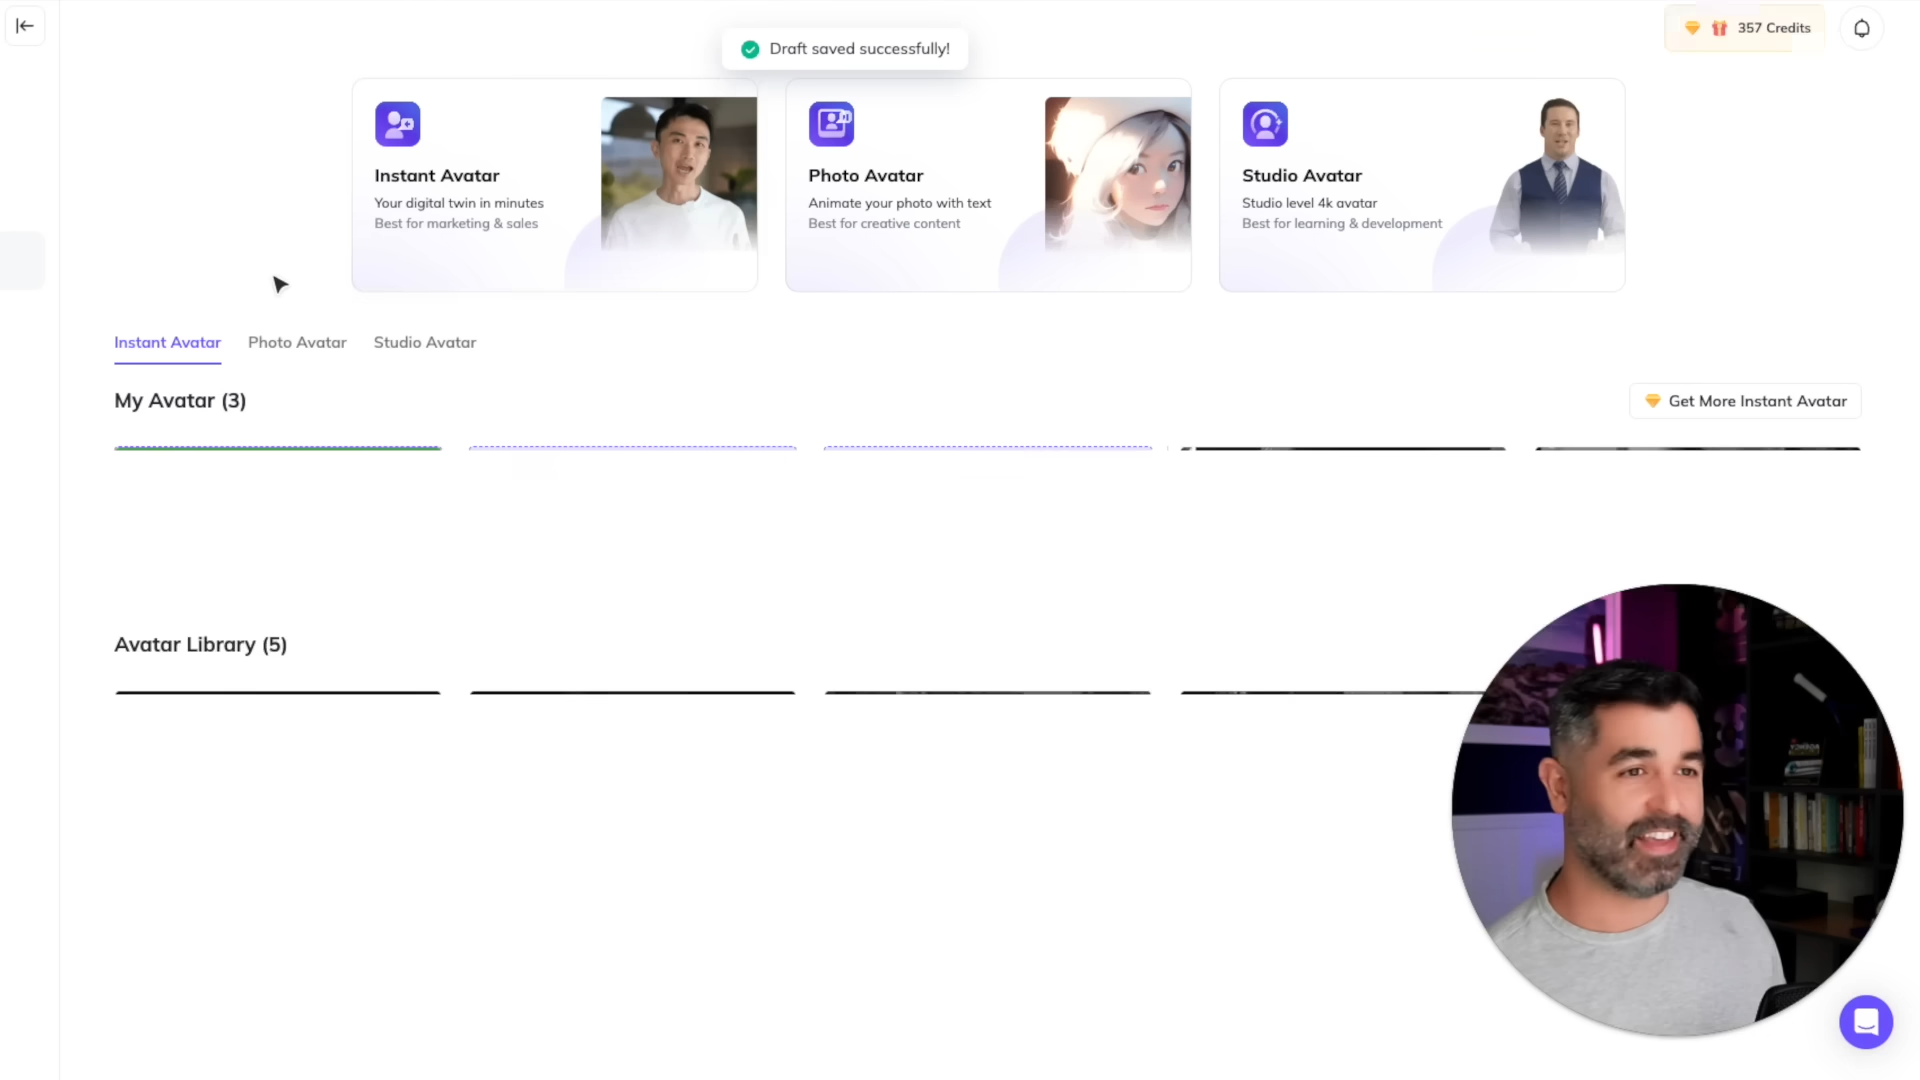 Draft saved successfully!
357 Credits
Instant Avatar
Your digital twin in minutes
Best for marketing & sales
Photo Avatar
Animate your photo with text
Best for creative content
Studio Avatar
Studio level 4k avatar
Best for learning & development
Instant Avatar
Photo Avatar
Studio Avatar
My Avatar (3)
Get More Instant Avatar
Avatar Library (5)